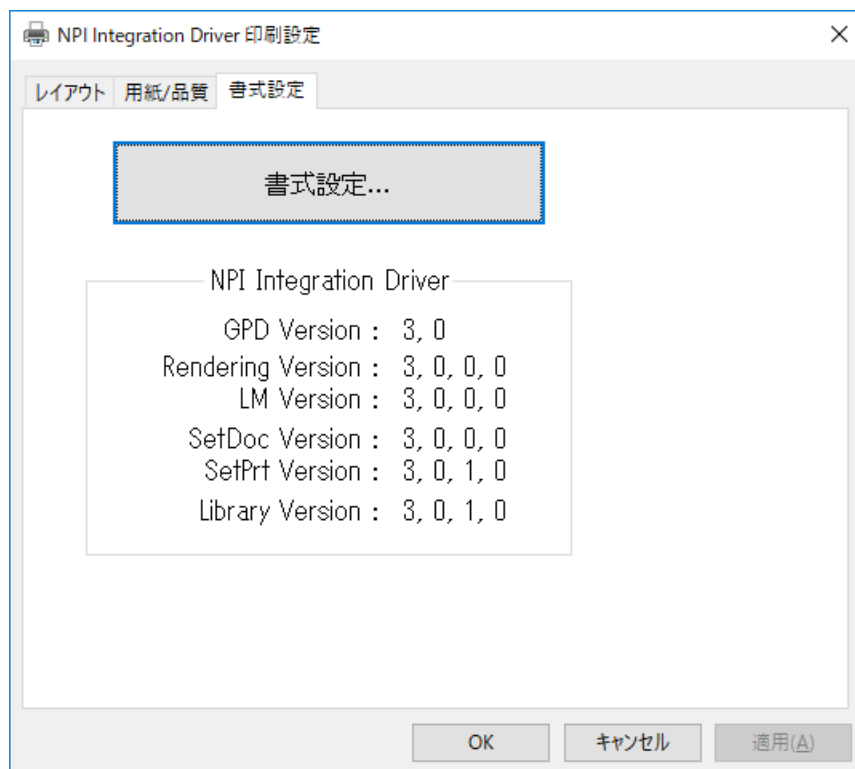 NPI Integration Driver 印刷設定
レイアウト 用紙/品質 書式設定
書式設定...
NPI Integration Driver
GPD Version : 3, 0
Rendering Version : 3, 0, 0, 0
LM Version : 3, 0, 0, 0
SetDoc Version : 3, 0, 0, 0
SetPrt Version : 3, 0, 1, 0
Library Version : 3, 0, 1, 0
OK キャンセル 適用(A)